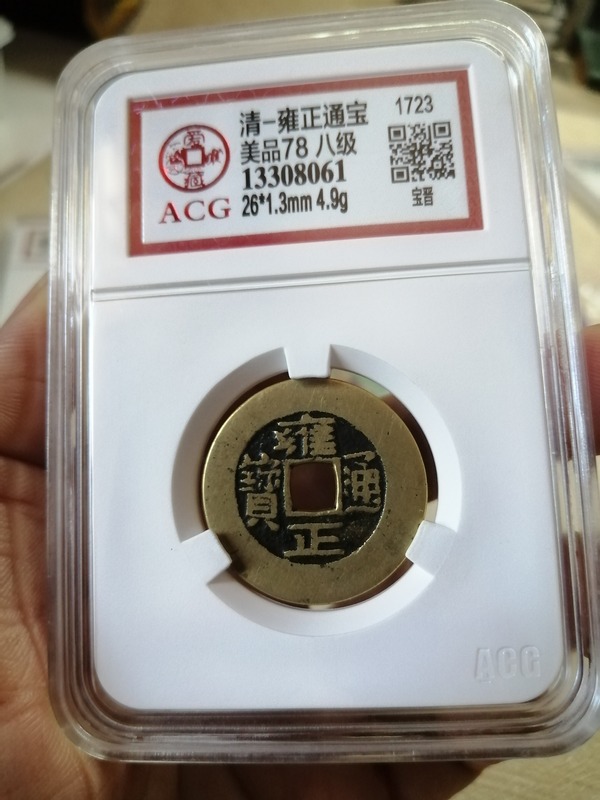 清-雍正通宝
1723
美品78 八级
13308061
26*1.3mm 4.9g
宝晋
ACG
雍
正
通
寶
ACG